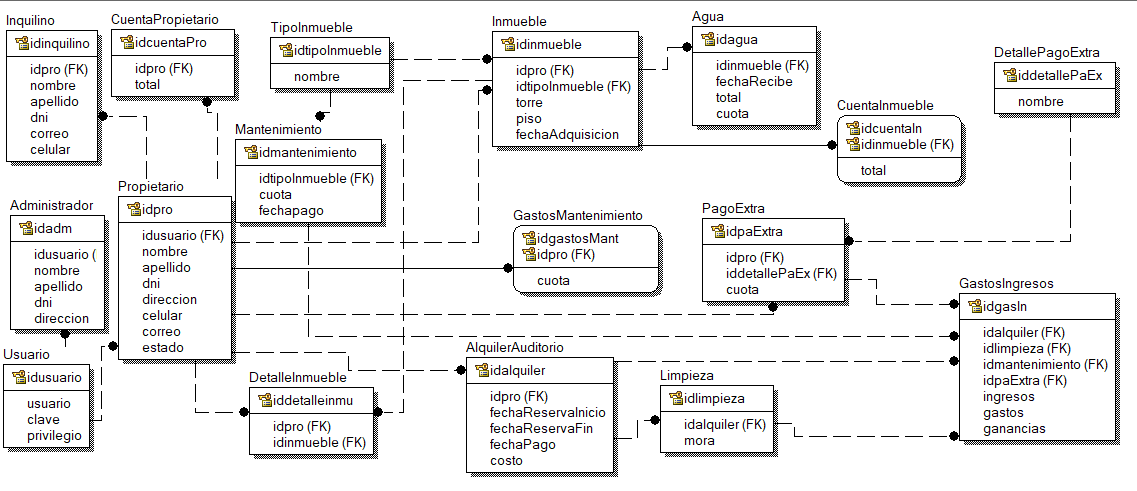 Inquilino
idinquilino
idpro (FK)
nombre
apellido
dni
correo
celular
CuentaPropietario
idcuentaPro
idpro (FK)
total
TipoInmueble
idtipoInmueble
nombre
Inmueble
idinmueble
idpro (FK)
idtipoInmueble (FK)
torre
piso
fechaAdquisicion
Agua
idagua
idinmueble (FK)
fechaRecibe
total
cuota
DetallePagoExtra
iddetallePaEx
nombre
CuentaInmueble
idcuentaIn
idinmueble (FK)
total
Mantenimiento
idmantenimiento
idtipoInmueble (FK)
cuota
fechapago
Propietario
idpro
idusuario (FK)
nombre
apellido
dni
direccion
celular
correo
estado
Administrador
idadm
idusuario (
nombre
apellido
dni
direccion
GastosMantenimiento
idgastosMant
idpro (FK)
cuota
PagoExtra
idpaExtra
idpro (FK)
iddetallePaEx (FK)
cuota
GastosIngresos
idgasIn
idalquiler (FK)
idlimpieza (FK)
idmantenimiento (FK)
idpaExtra (FK)
ingresos
gastos
ganancias
Usuario
idusuario
usuario
clave
privilegio
DetalleInmueble
iddetalleinmu
idpro (FK)
idinmueble (FK)
AlquilerAuditorio
idalquiler
idpro (FK)
fechaReservaInicio
fechaReservaFin
fechaPago
costo
Limpieza
idlimpieza
idalquiler (FK)
mora